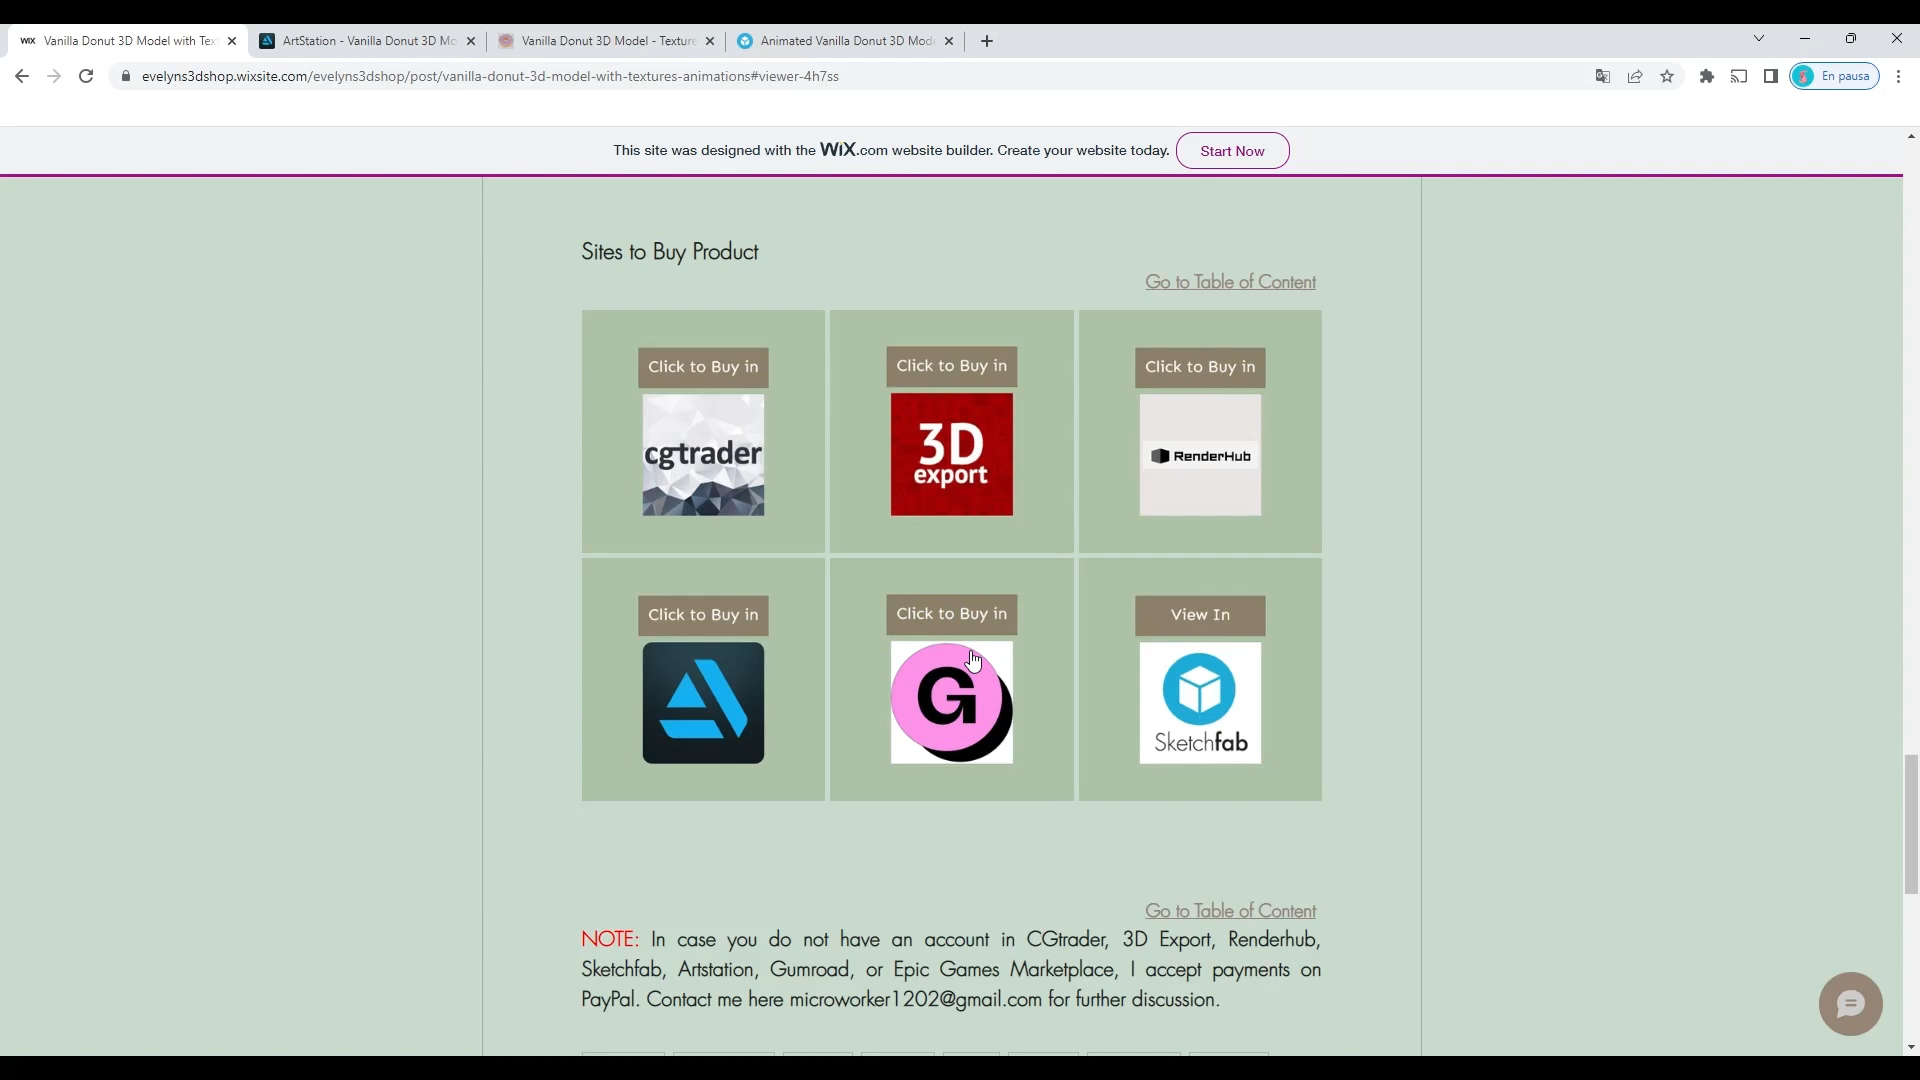 WiX Vanilla Donut 3D Model with Tex
ArtStation - Vanilla Donut 3D Mo
Vanilla Donut 3D Model - Texture
Animated Vanilla Donut 3D Mode
evelyns3dshop.wixsite.com/evelyns3dshop/post/vanilla-donut-3d-model-with-textures-animations#viewer-4h7ss
En pausa
This site was designed with the WiX.com website builder. Create your website today.
Start Now
Sites to Buy Product
Go to Table of Content
Click to Buy in
Click to Buy in
Click to Buy in
cgtrader
3D
export
RenderHub
Click to Buy in
Click to Buy in
View In
G
Sketchfab
Go to Table of Content
NOTE: In case you do not have an account in CGtrader, 3D Export, Renderhub,
Sketchfab, Artstation, Gumroad, or Epic Games Marketplace, I accept payments on
PayPal. Contact me here microworker1202@gmail.com for further discussion.